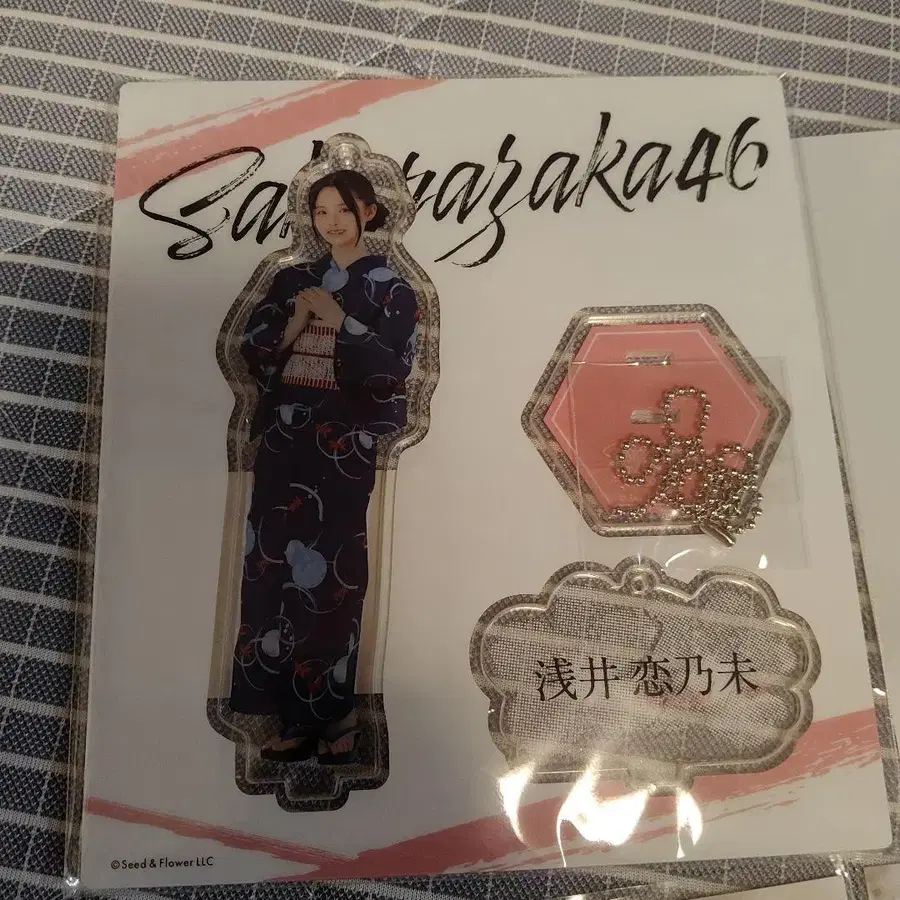 Sakurazaka46
浅井 恋乃未
©Seed & Flower LLC